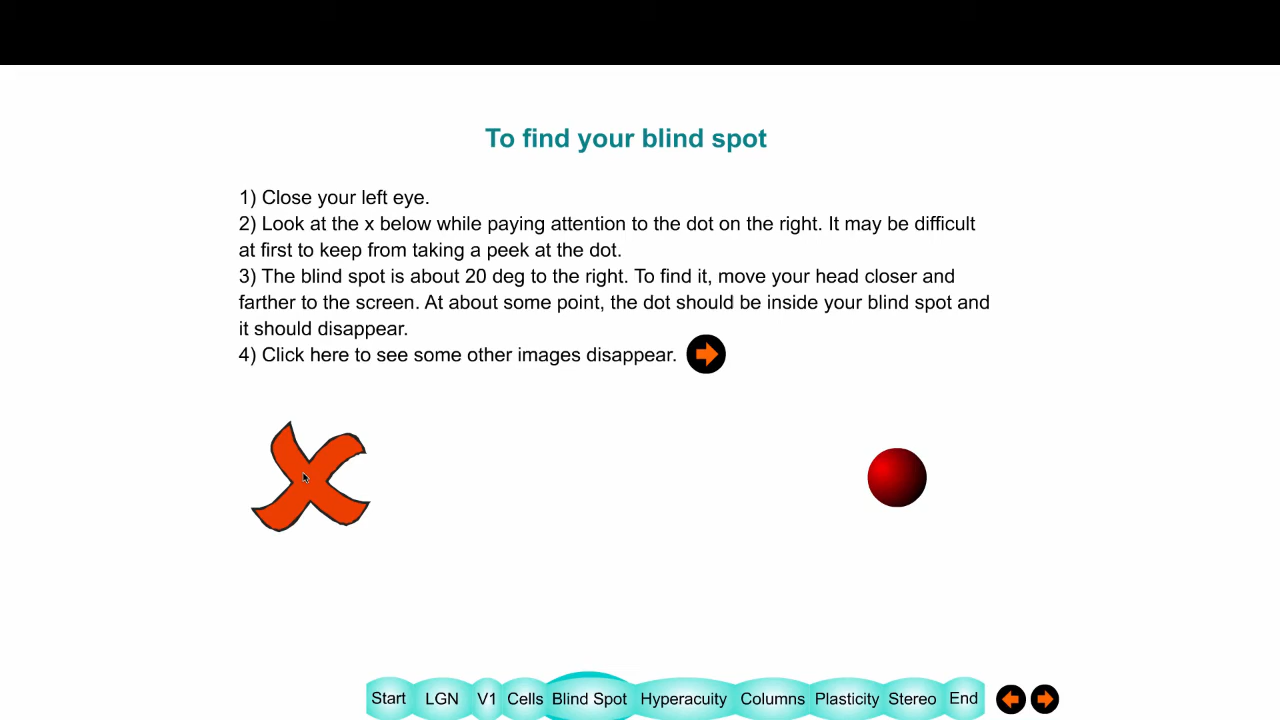 To find your blind spot
1) Close your left eye.
2) Look at the x below while paying attention to the dot on the right. It may be difficult
at first to keep from taking a peek at the dot.
3) The blind spot is about 20 deg to the right. To find it, move your head closer and
farther to the screen. At about some point, the dot should be inside your blind spot and
it should disappear.
4) Click here to see some other images disappear.
Start LGN V1 Cells Blind Spot Hyperacuity Columns Plasticity Stereo End